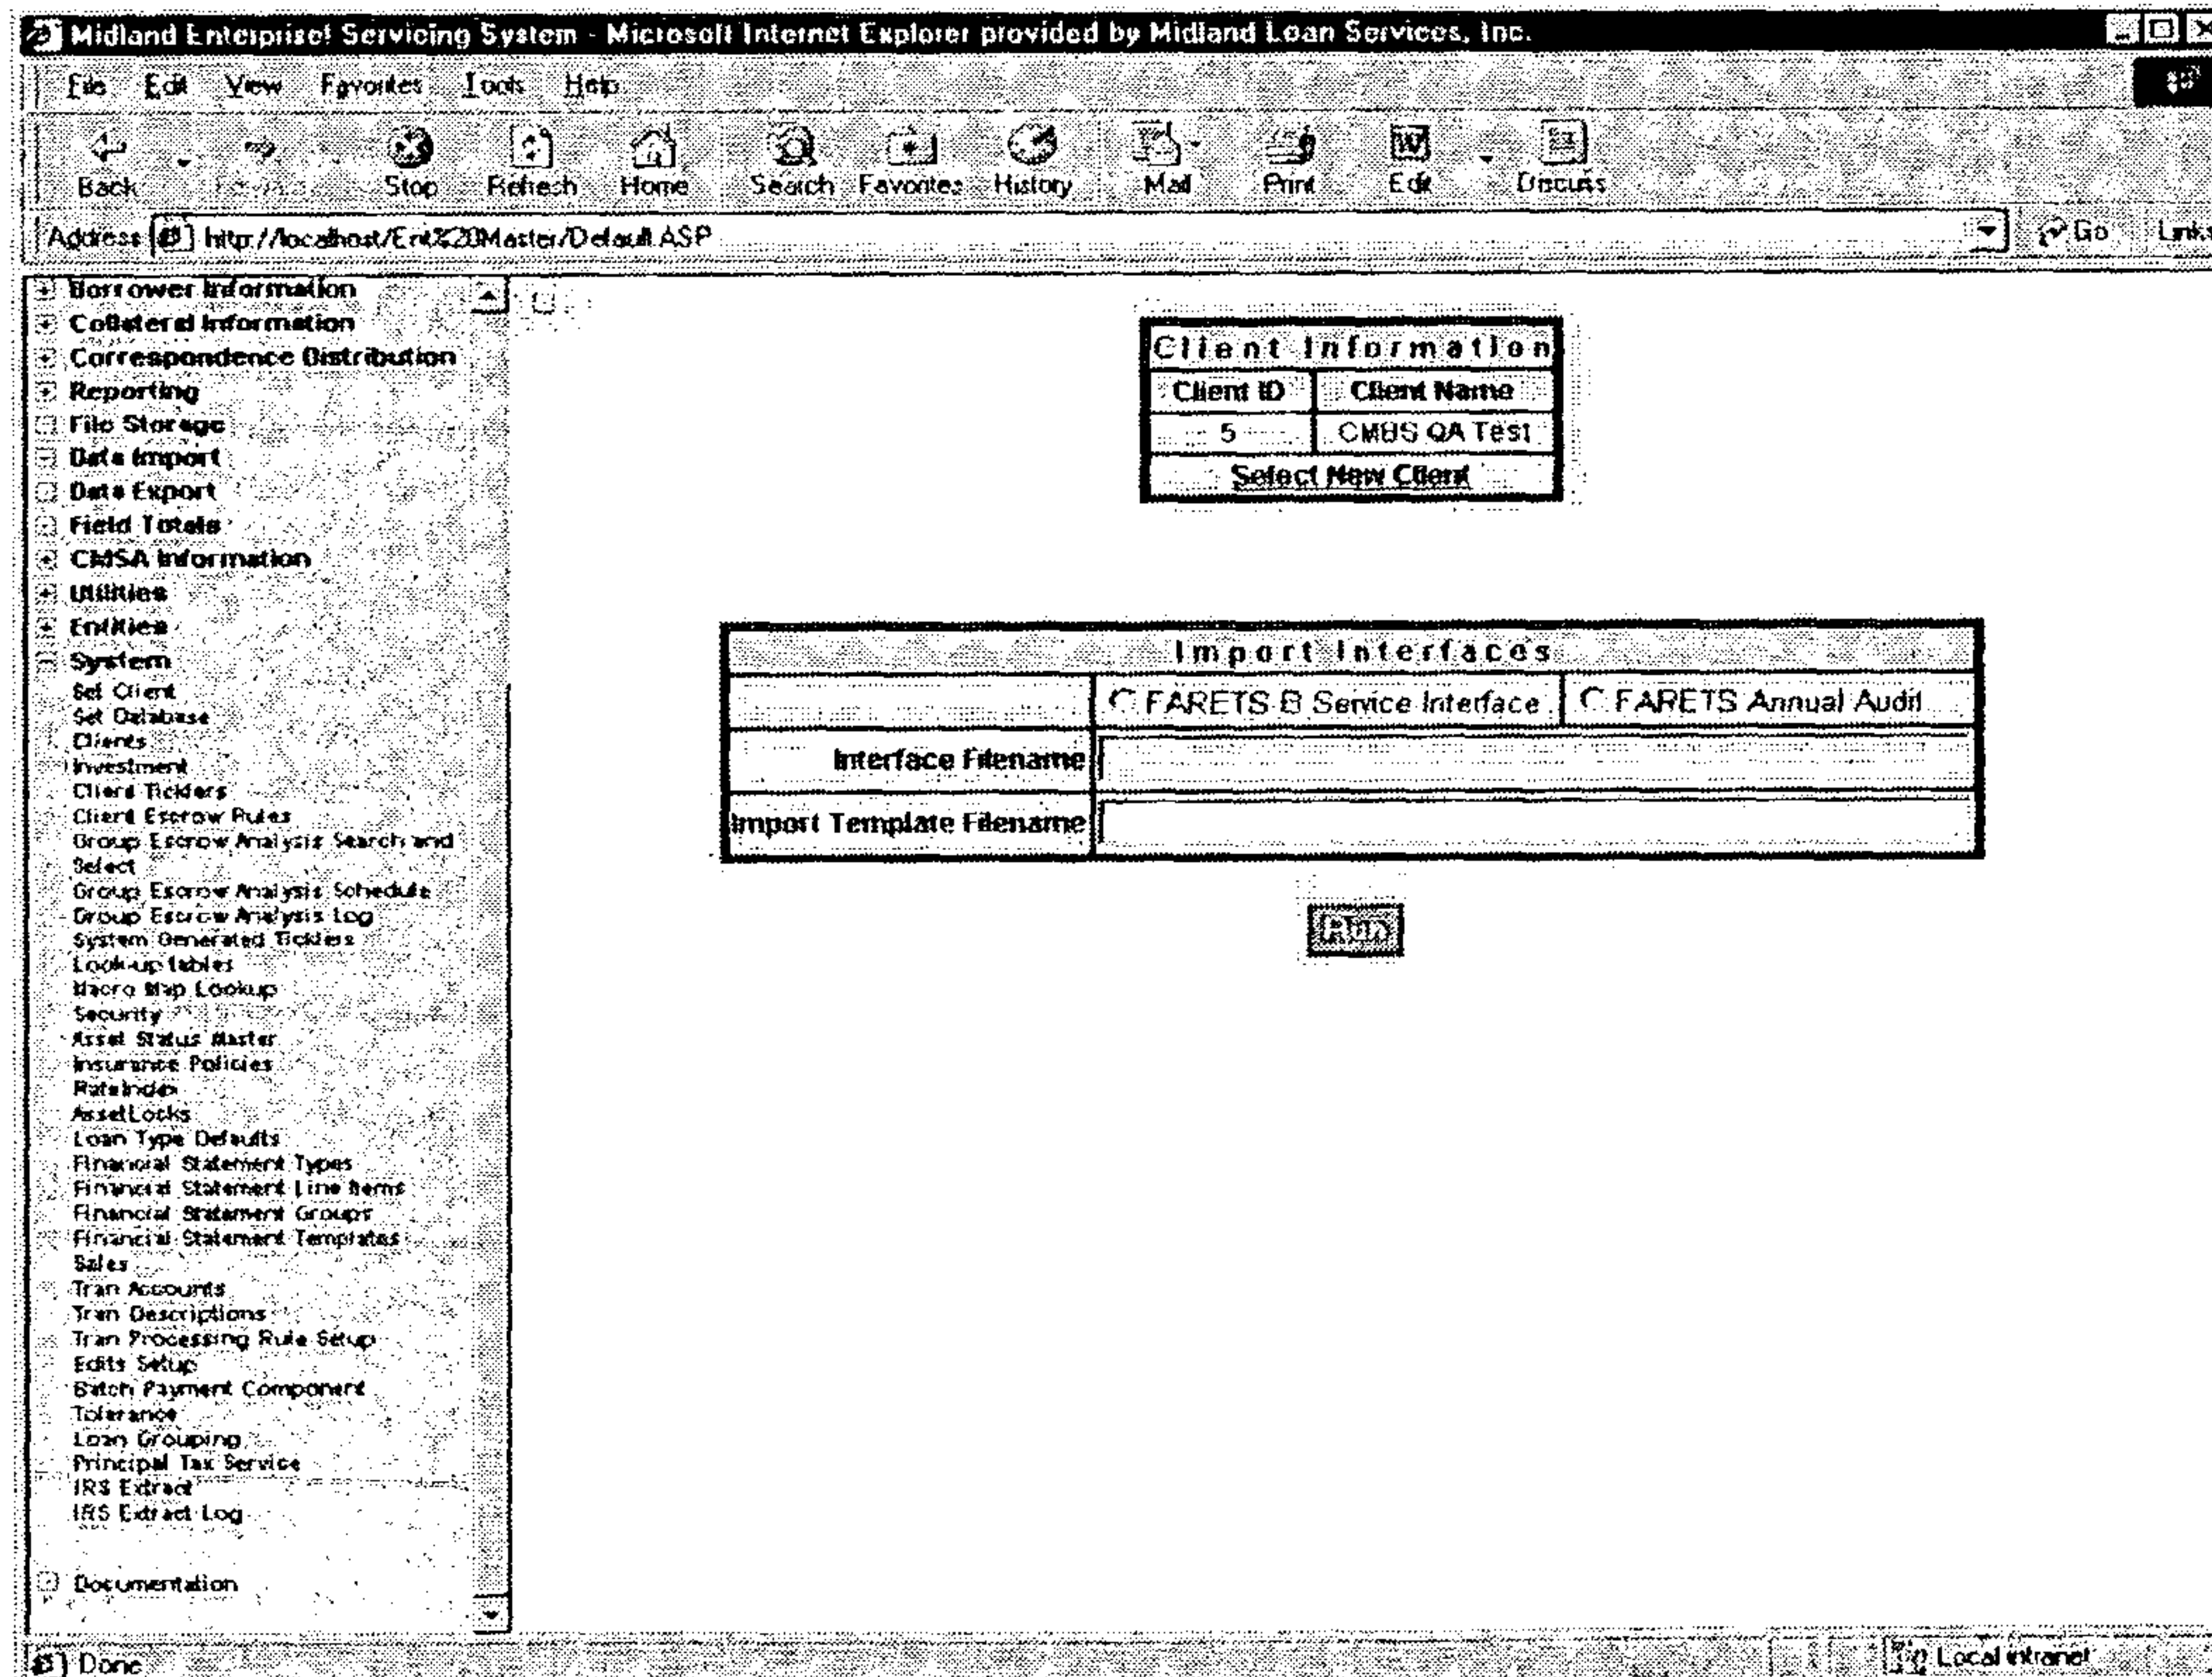 Midland Enterprise! Servicing System - Microsoft Internet Explorer provided by Midland Loan Services, Inc.
File Edit View Favorites Tools Help
Back Stop Refresh Home Search Favorites History Mail Print Edit Discuss
Address http://localhost/Ent%20Master/Default.ASP Go Links
Borrower Information
Collateral Information
Correspondence Distribution
Reporting
File Storage
Data Import
Data Export
Field Totals
CMSA Information
Utilities
Entities
System
Set Client
Set Database
Clients
Investment
Client Ticklers
Client Escrow Rules
Group Escrow Analysis Search and
Select
Group Escrow Analysis Schedule
Group Escrow Analysis Log
System Generated Ticklers
Look-up tables
Macro Map Lookup
Security
Asset Status Master
Insurance Policies
RateIndex
AssetLocks
Loan Type Defaults
Financial Statement Types
Financial Statement Line Items
Financial Statement Groups
Financial Statement Templates
Sales
Tran Accounts
Tran Descriptions
Tran Processing Rule Setup
Edits Setup
Batch Payment Component
Tolerance
Loan Grouping
Principal Tax Service
IRS Extract
IRS Extract Log
Documentation
Client Information
Client ID Client Name
5 CMBS QA Test
Select New Client
Import Interfaces
FARETS B Service Interface FARETS Annual Audit
Interface Filename
Import Template Filename
Run
Done Local intranet